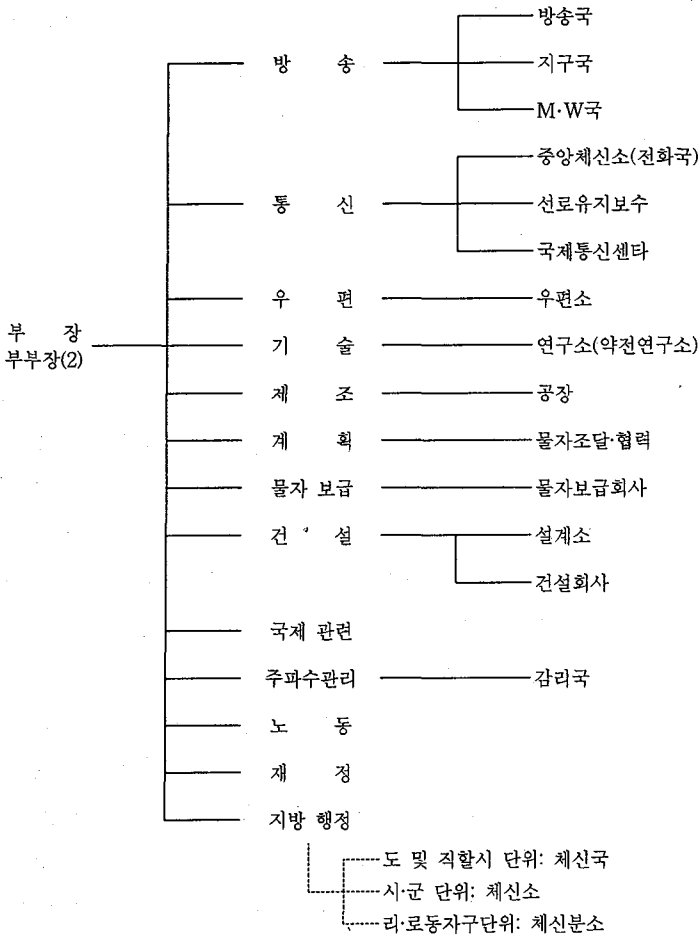 방송국
방 송
지구국
M·W국
중앙체신소(전화국)
통 신
선로유지보수
국제통신센타
우 편
우편소
부 장
부부장(2)
기 술
연구소(약전연구소)
제 조
공장
계 획
물자조달·협력
물자 보급
물자보급회사
건 설
설계소
건설회사
국제 관련
주파수관리
감리국
노 동
재 정
지방 행정
도 및 직할시 단위: 체신국
시·군 단위: 체신소
리·로동자구단위: 체신분소